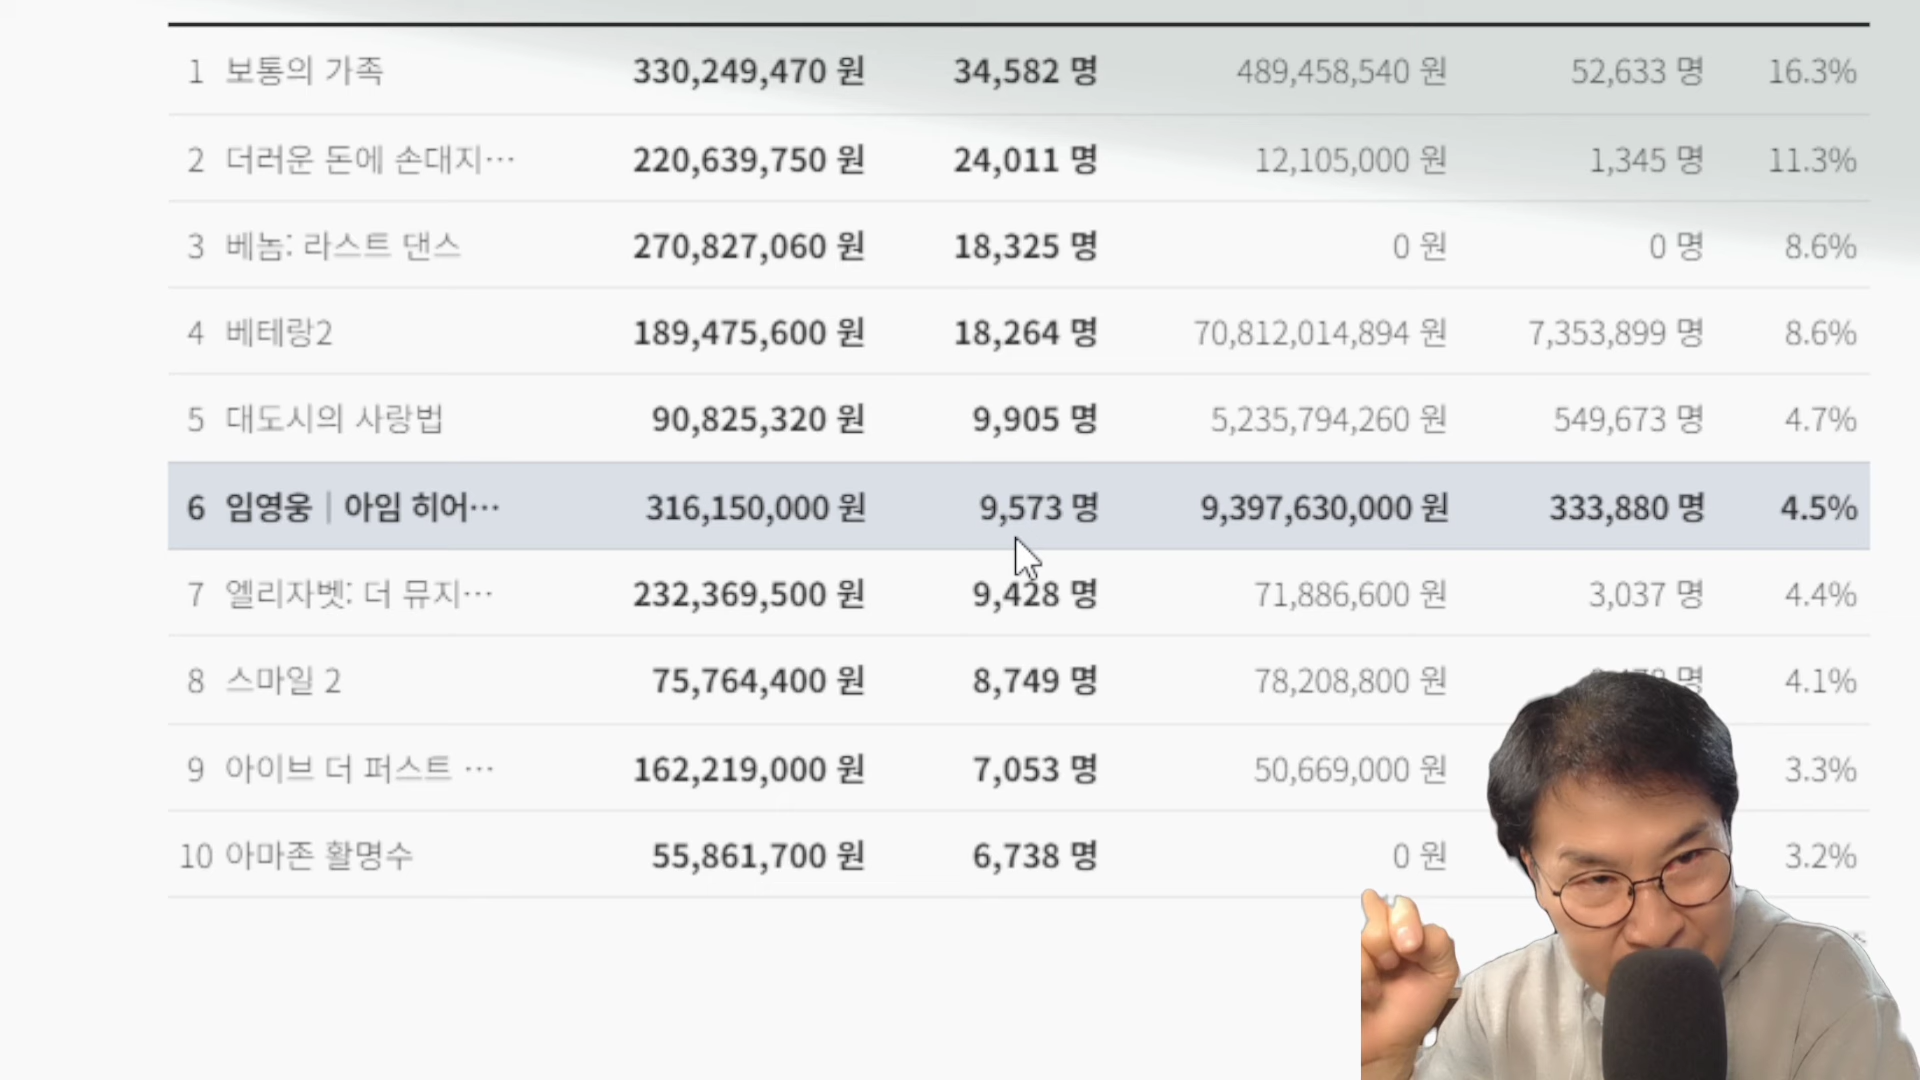 1 보통의 가족 330,249,470 원 34,582 명 489,458,540 원 52,633 명 16.3%
2 더러운 돈에 손대지… 220,639,750 원 24,011 명 12,105,000 원 1,345 명 11.3%
3 베놈: 라스트 댄스 270,827,060 원 18,325 명 0 원 0 명 8.6%
4 베테랑2 189,475,600 원 18,264 명 70,812,014,894 원 7,353,899 명 8.6%
5 대도시의 사랑법 90,825,320 원 9,905 명 5,235,794,260 원 549,673 명 4.7%
6 임영웅│아임 히어… 316,150,000 원 9,573 명 9,397,630,000 원 333,880 명 4.5%
7 엘리자벳: 더 뮤지… 232,369,500 원 9,428 명 71,886,600 원 3,037 명 4.4%
8 스마일 2 75,764,400 원 8,749 명 78,208,800 원 명 4.1%
9 아이브 더 퍼스트 … 162,219,000 원 7,053 명 50,669,000 원 3.3%
10 아마존 활명수 55,861,700 원 6,738 명 0 원 3.2%